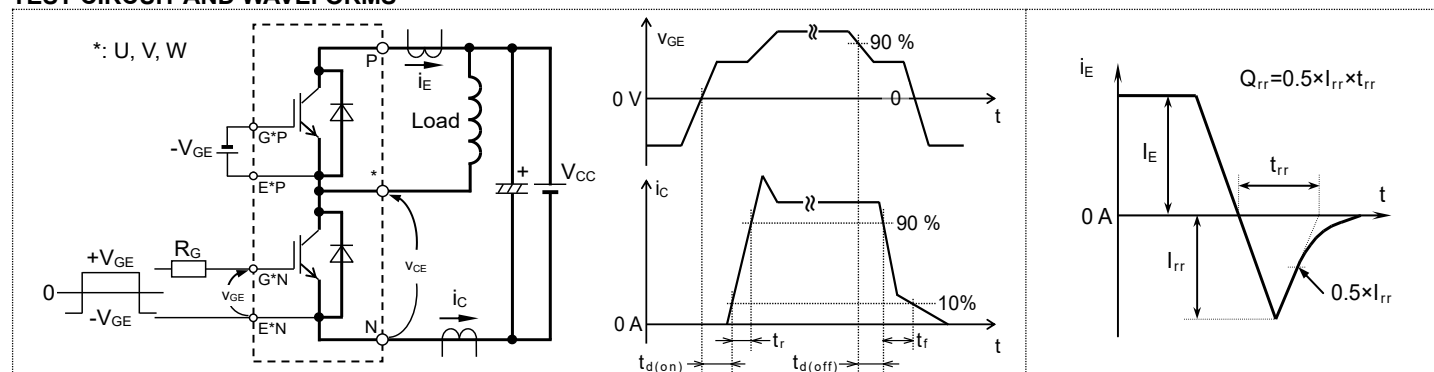 TEST CIRCUIT AND WAVEFORMS
*: U, V, W
P
iE
Load
G*P
-VGE
E*P
*
+
VCC
RG
+VGE
0
-VGE
vGE
G*N
E*N
vCE
iC
N
vGE
90 %
0 V
0
t
iC
90 %
10%
0 A
tr
tf
t
td(on)
td(off)
iE
Qrr=0.5×Irr×trr
IE
trr
t
0 A
Irr
0.5×Irr